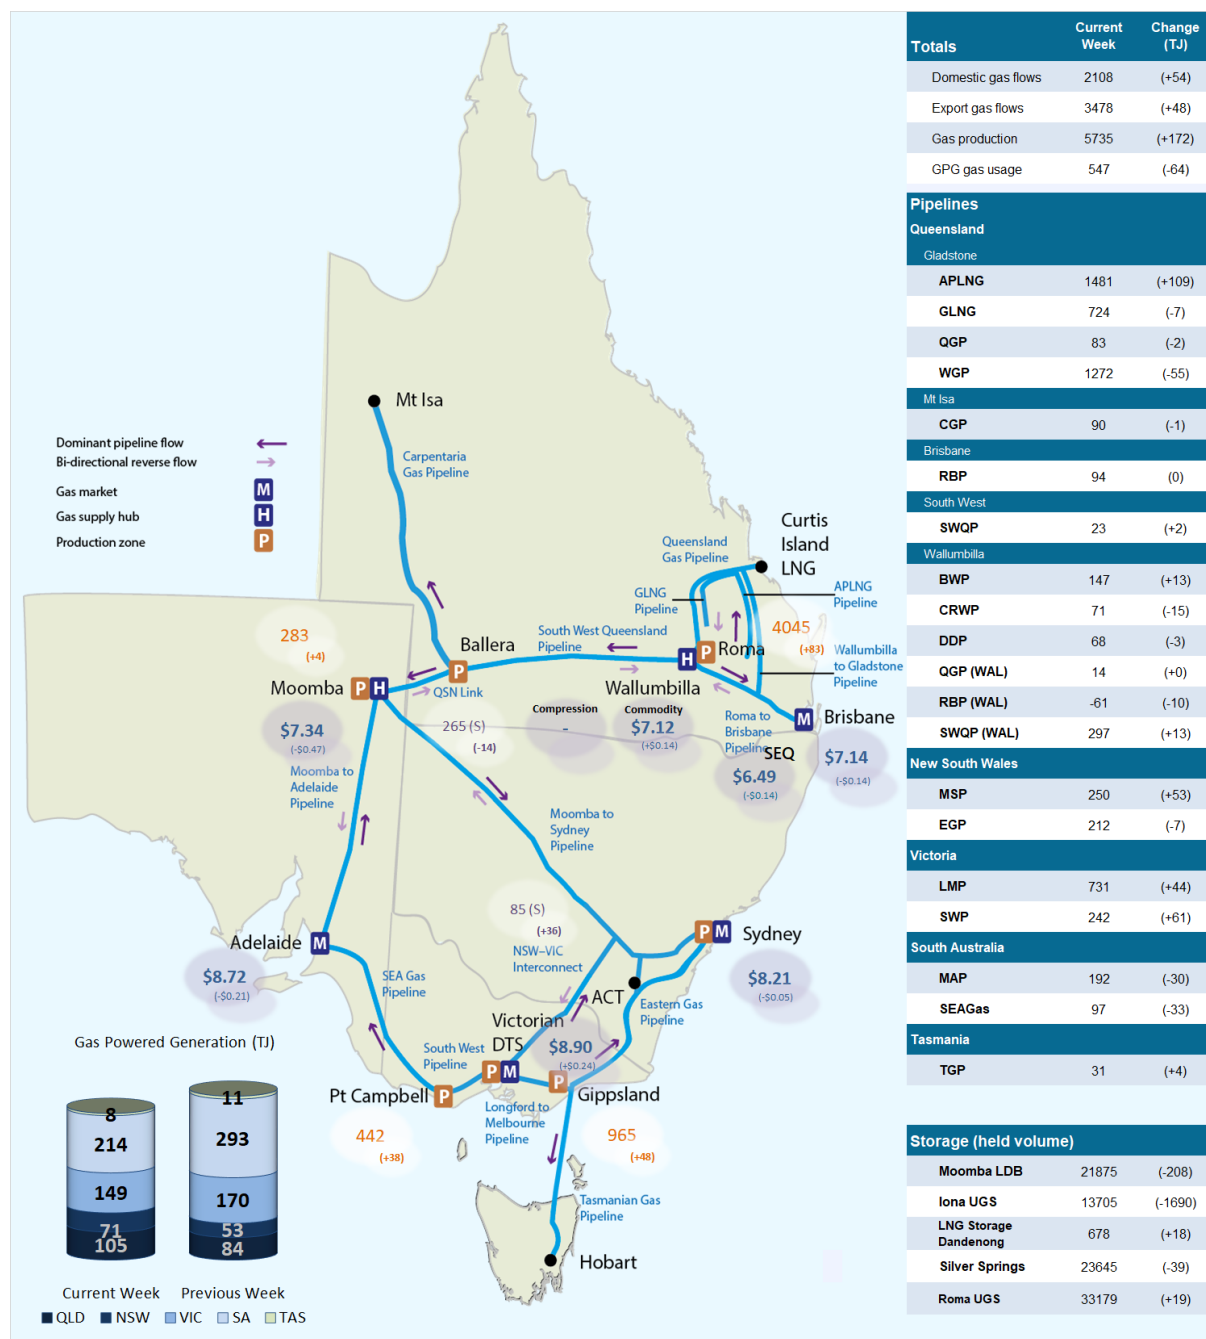 Dominant pipeline flow
Bi-directional reverse flow
Gas market M
Gas supply hub H
Production zone P
Mt Isa
Carpentaria
Gas Pipeline
Curtis
Island
LNG
Queensland
Gas Pipeline
GLNG
Pipeline
APLNG
Pipeline
4045
(+83)
283
(+4)
Ballera
South West Queensland
Pipeline
H P Roma
Wallumbilla
to Gladstone
Pipeline
Moomba P H
P
QSN Link
Wallumbilla
$7.34
(-$0.47)
265 (S)
(-14)
Compression
-
Commodity
$7.12
(+$0.14)
Roma to
Brisbane
Pipeline
M Brisbane
SEQ
$6.49
(-$0.14)
$7.14
(-$0.14)
Moomba to
Adelaide
Pipeline
Moomba to
Sydney
Pipeline
85 (S)
(+36)
NSW–VIC
Interconnect
P M Sydney
$8.21
(-$0.05)
Adelaide M
$8.72
(-$0.21)
SEA Gas
Pipeline
ACT
Eastern Gas
Pipeline
Victorian
DTS
P M
$8.90
(+$0.24)
South West
Pipeline
Pt Campbell P
442
(+38)
P
Gippsland
Longford to
Melbourne
Pipeline
965
(+48)
Tasmanian Gas
Pipeline
Hobart
Gas Powered Generation (TJ)
8
214
149
71
105
11
293
170
53
84
Current Week Previous Week
QLD NSW VIC SA TAS
Totals Current Week Change (TJ)
Domestic gas flows 2108 (+54)
Export gas flows 3478 (+48)
Gas production 5735 (+172)
GPG gas usage 547 (-64)
Pipelines
Queensland
Gladstone
APLNG 1481 (+109)
GLNG 724 (-7)
QGP 83 (-2)
WGP 1272 (-55)
Mt Isa
CGP 90 (-1)
Brisbane
RBP 94 (0)
South West
SWQP 23 (+2)
Wallumbilla
BWP 147 (+13)
CRWP 71 (-15)
DDP 68 (-3)
QGP (WAL) 14 (+0)
RBP (WAL) -61 (-10)
SWQP (WAL) 297 (+13)
New South Wales
MSP 250 (+53)
EGP 212 (-7)
Victoria
LMP 731 (+44)
SWP 242 (+61)
South Australia
MAP 192 (-30)
SEAGas 97 (-33)
Tasmania
TGP 31 (+4)
Storage (held volume)
Moomba LDB 21875 (-208)
Iona UGS 13705 (-1690)
LNG Storage
Dandenong 678 (+18)
Silver Springs 23645 (-39)
Roma UGS 33179 (+19)